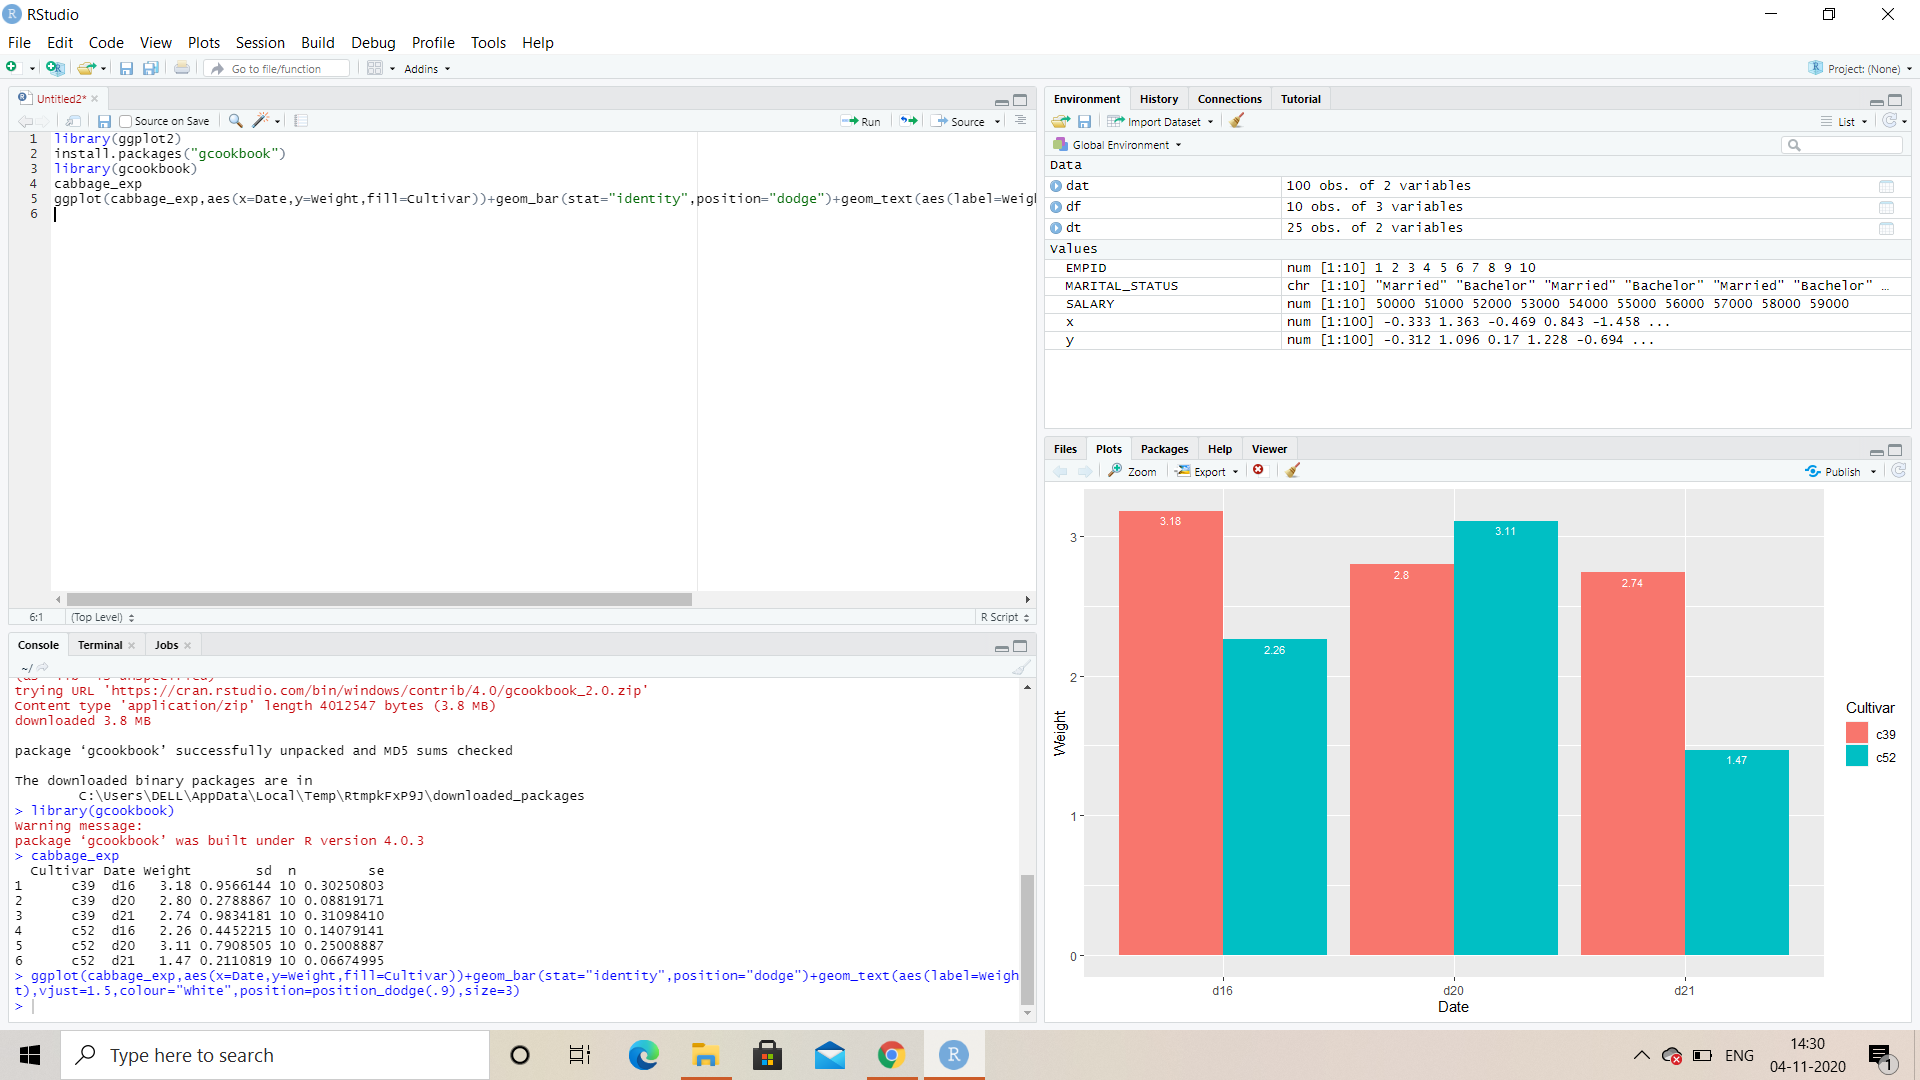 RStudio
File Edit Code View Plots Session Build Debug Profile Tools Help
Go to file/function Addins Project: (None)
Untitled2*
Source on Save Run Source
1 library(ggplot2)
2 install.packages("gcookbook")
3 library(gcookbook)
4 cabbage_exp
5 ggplot(cabbage_exp,aes(x=Date,y=Weight,fill=Cultivar))+geom_bar(stat="identity",position="dodge")+geom_text(aes(label=Weigh
6
6:1 (Top Level) R Script
Console Terminal Jobs
~/
trying URL 'https://cran.rstudio.com/bin/windows/contrib/4.0/gcookbook_2.0.zip'
Content type 'application/zip' length 4012547 bytes (3.8 MB)
downloaded 3.8 MB
package ‘gcookbook’ successfully unpacked and MD5 sums checked
The downloaded binary packages are in
C:\Users\DELL\AppData\Local\Temp\RtmpkFxP9J\downloaded_packages
> library(gcookbook)
Warning message:
package ‘gcookbook’ was built under R version 4.0.3
> cabbage_exp
Cultivar Date Weight sd n se
1 c39 d16 3.18 0.9566144 10 0.30250803
2 c39 d20 2.80 0.2788867 10 0.08819171
3 c39 d21 2.74 0.9834181 10 0.31098410
4 c52 d16 2.26 0.4452215 10 0.14079141
5 c52 d20 3.11 0.7908505 10 0.25008887
6 c52 d21 1.47 0.2110819 10 0.06674995
> ggplot(cabbage_exp,aes(x=Date,y=Weight,fill=Cultivar))+geom_bar(stat="identity",position="dodge")+geom_text(aes(label=Weigh
t),vjust=1.5,colour="white",position=position_dodge(.9),size=3)
>
Environment History Connections Tutorial
Import Dataset List
Global Environment
Data
dat 100 obs. of 2 variables
df 10 obs. of 3 variables
dt 25 obs. of 2 variables
Values
EMPID num [1:10] 1 2 3 4 5 6 7 8 9 10
MARITAL_STATUS chr [1:10] "Married" "Bachelor" "Married" "Bachelor" "Married" "Bachelor" …
SALARY num [1:10] 50000 51000 52000 53000 54000 55000 56000 57000 58000 59000
x num [1:100] -0.333 1.363 -0.469 0.843 -1.458 ...
y num [1:100] -0.312 1.096 0.17 1.228 -0.694 ...
Files Plots Packages Help Viewer
Zoom Export Publish
3.18
3.11
3
2.8
2.74
2.26
2
Weight
Cultivar
c39
c52
1.47
1
0
d16 d20 d21
Date
Type here to search
ENG
14:30
04-11-2020
1